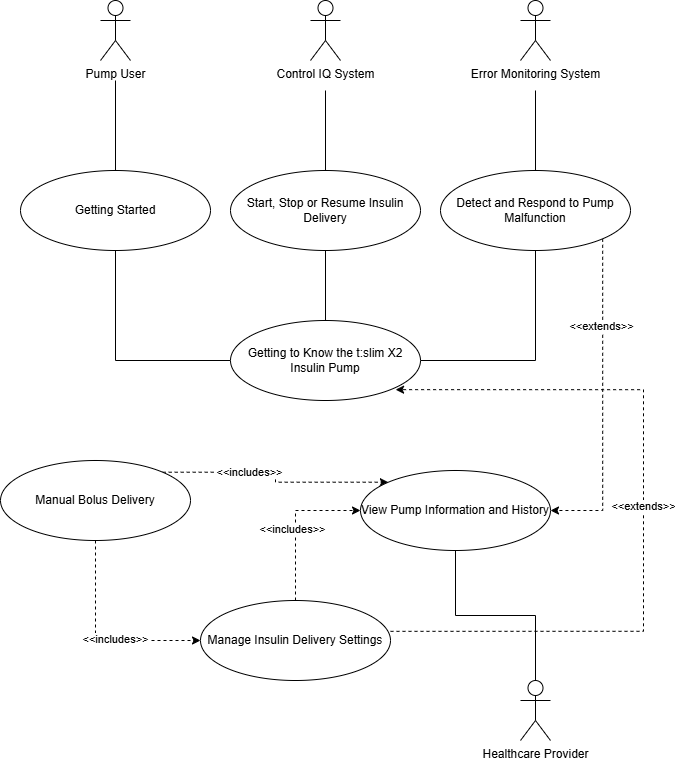 Pump User
Control IQ System
Error Monitoring System
Getting Started
Start, Stop or Resume Insulin
Delivery
Detect and Respond to Pump
Malfunction
<<extends>>
Getting to Know the t:slim X2
Insulin Pump
<<includes>>
Manual Bolus Delivery
View Pump Information and History
<<extends>>
<<includes>>
<<includes>>
Manage Insulin Delivery Settings
Healthcare Provider